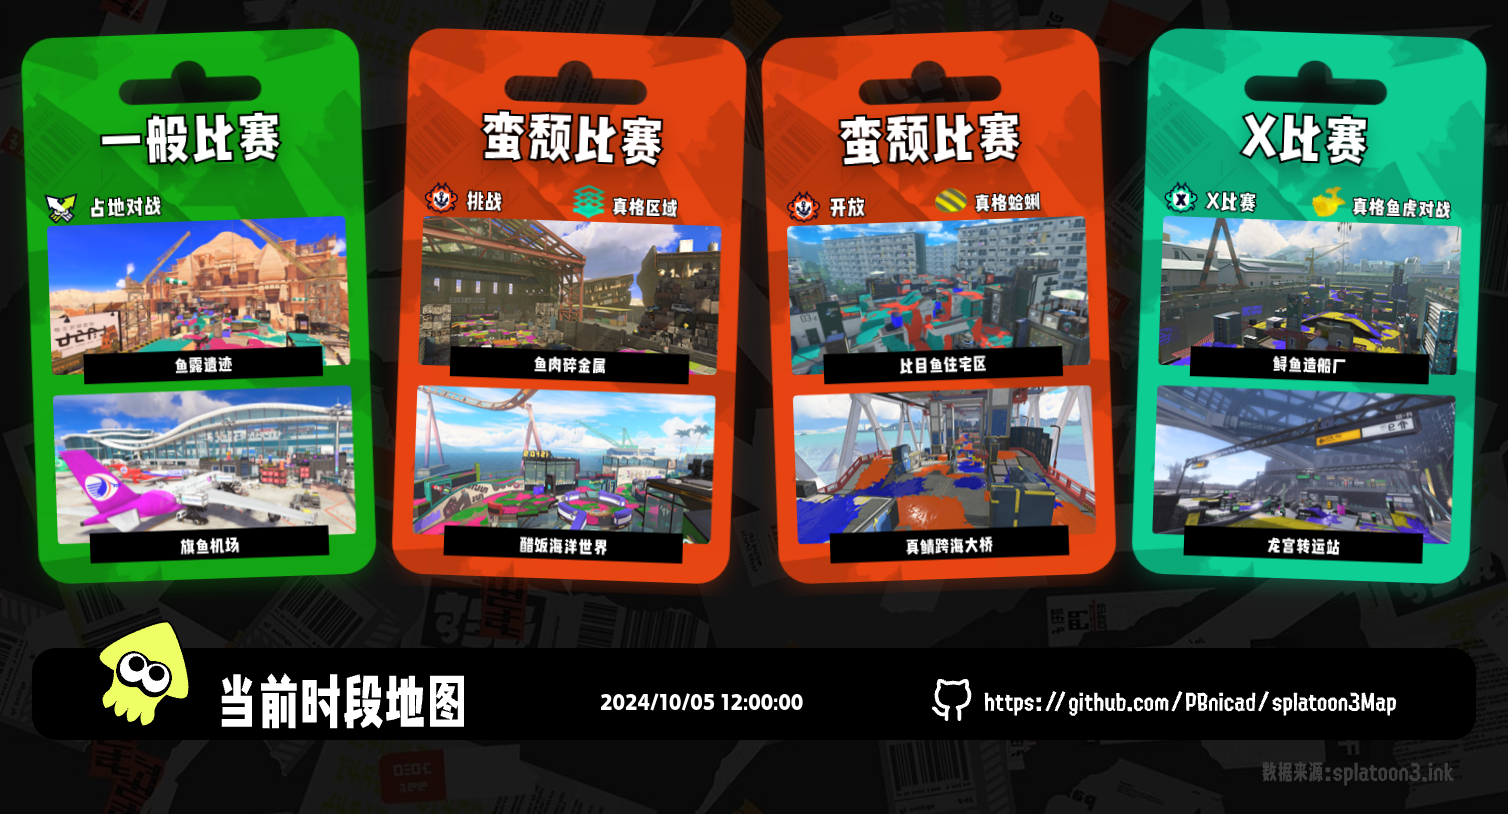 一般比赛
占地对战
鱼露遗迹
旗鱼机场
蛮颓比赛
挑战
真格区域
鱼肉碎金属
醋饭海洋世界
蛮颓比赛
开放
真格蛤蜊
比目鱼住宅区
真鲷跨海大桥
X比赛
X比赛
真格鱼虎对战
鲟鱼造船厂
龙宫转运站
当前时段地图
2024/10/05 12:00:00
https://github.com/PBnicad/splatoon3Map
数据来源:splatoon3.ink